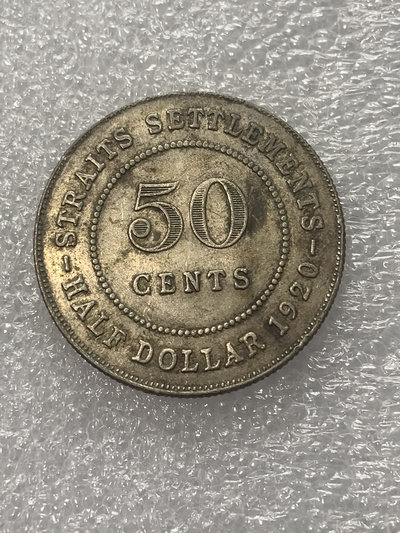 – STRAITS SETTLEMENTS –
50
CENTS
HALF DOLLAR 1920